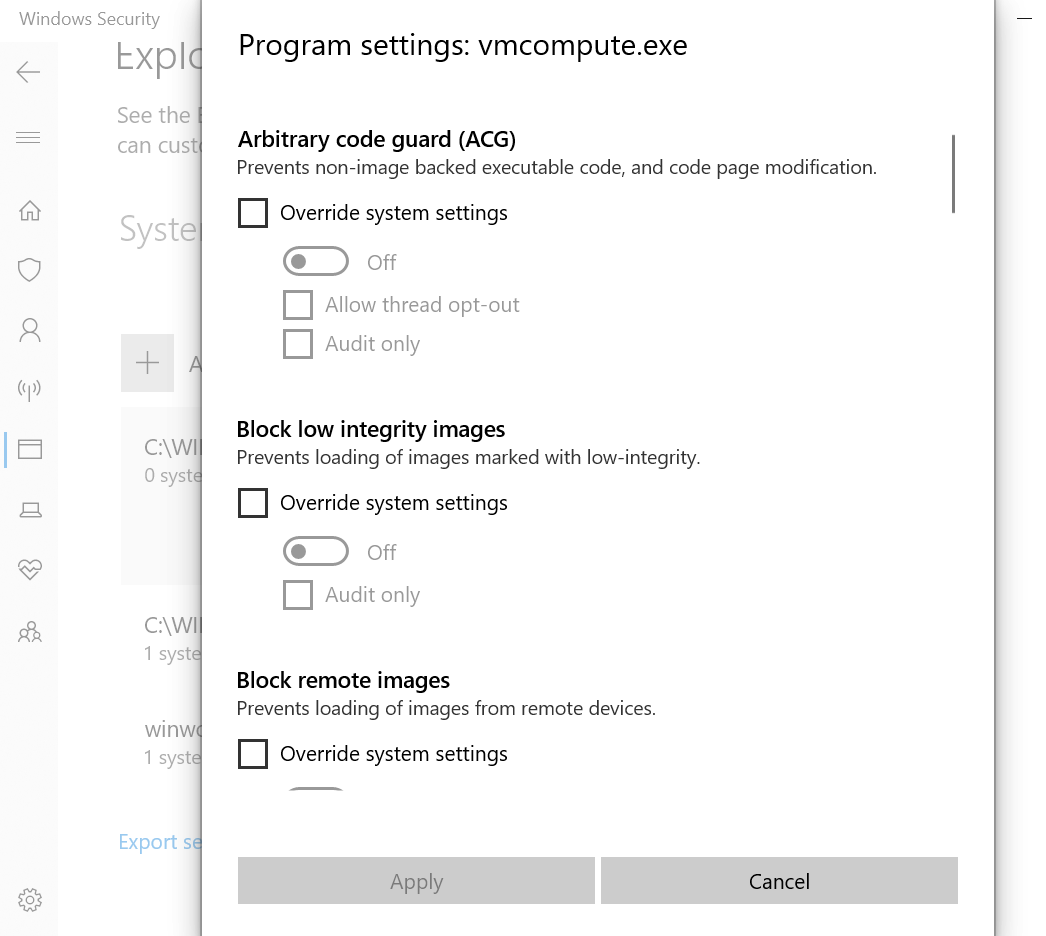 Windows Security
Program settings: vmcompute.exe
See the
Arbitrary code guard (ACG)
Prevents non-image backed executable code, and code page modification.
Override system settings
Off
Allow thread opt-out
Audit only
C:\WI
0 syste
Block low integrity images
Prevents loading of images marked with low-integrity.
Override system settings
Off
Audit only
C:\WI
1 syste
Block remote images
Prevents loading of images from remote devices.
winwo
1 syste
Override system settings
Export se
Apply
Cancel